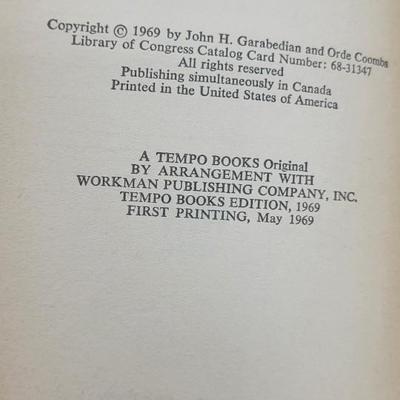 Copyright © 1969 by John H. Garabedian and Orde Coombs
Library of Congress Catalog Card Number: 68-31347
All rights reserved
Publishing simultaneously in Canada
Printed in the United States of America
A TEMPO BOOKS Original
BY ARRANGEMENT WITH
WORKMAN PUBLISHING COMPANY, INC.
TEMPO BOOKS EDITION, 1969
FIRST PRINTING, May 1969